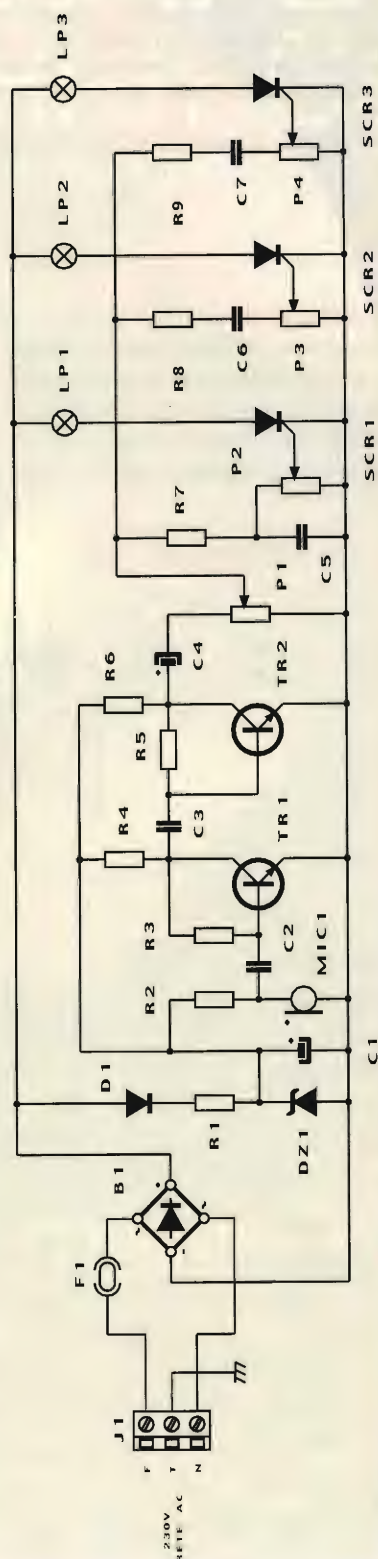 230V
RETE AC
J1
F
T
N
F1
B1
D1
R1
DZ1
C1
R2
MIC1
C2
R3
TR1
R4
C3
R5
R6
TR2
C4
P1
C5
R7
P2
SCR1
LP1
R8
C6
P3
SCR2
LP2
R9
C7
P4
SCR3
LP3